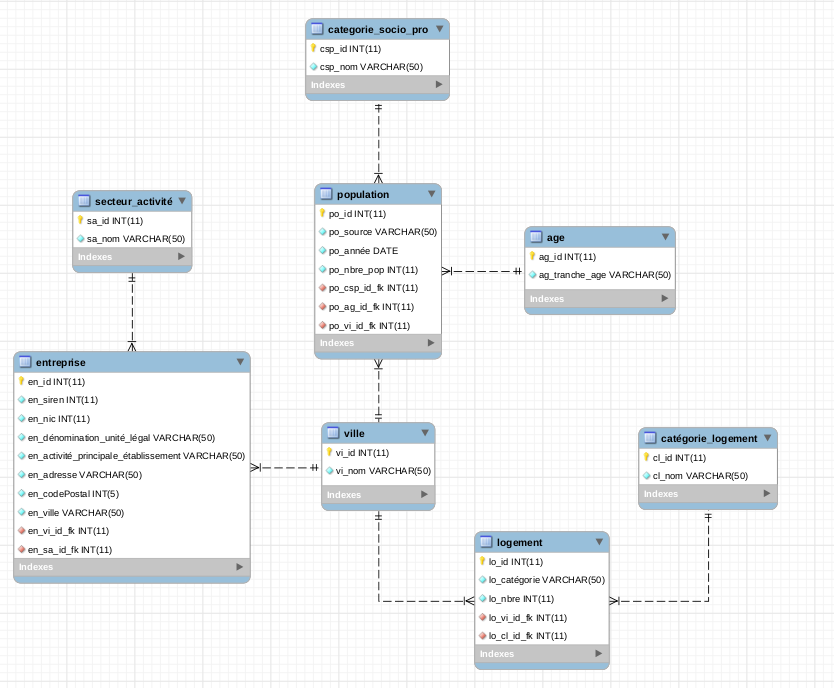 categorie_socio_pro
csp_id INT(11)
csp_nom VARCHAR(50)
Indexes
secteur_activité
sa_id INT(11)
sa_nom VARCHAR(50)
Indexes
population
po_id INT(11)
po_source VARCHAR(50)
po_année DATE
po_nbre_pop INT(11)
po_csp_id_fk INT(11)
po_ag_id_fk INT(11)
po_vi_id_fk INT(11)
Indexes
age
ag_id INT(11)
ag_tranche_age VARCHAR(50)
Indexes
entreprise
en_id INT(11)
en_siren INT(11)
en_nic INT(11)
en_dénomination_unité_légal VARCHAR(50)
en_activité_principale_établissement VARCHAR(50)
en_adresse VARCHAR(50)
en_codePostal INT(5)
en_ville VARCHAR(50)
en_vi_id_fk INT(11)
en_sa_id_fk INT(11)
Indexes
ville
vi_id INT(11)
vi_nom VARCHAR(50)
Indexes
catégorie_logement
cl_id INT(11)
cl_nom VARCHAR(50)
Indexes
logement
lo_id INT(11)
lo_catégorie VARCHAR(50)
lo_nbre INT(11)
lo_vi_id_fk INT(11)
lo_cl_id_fk INT(11)
Indexes